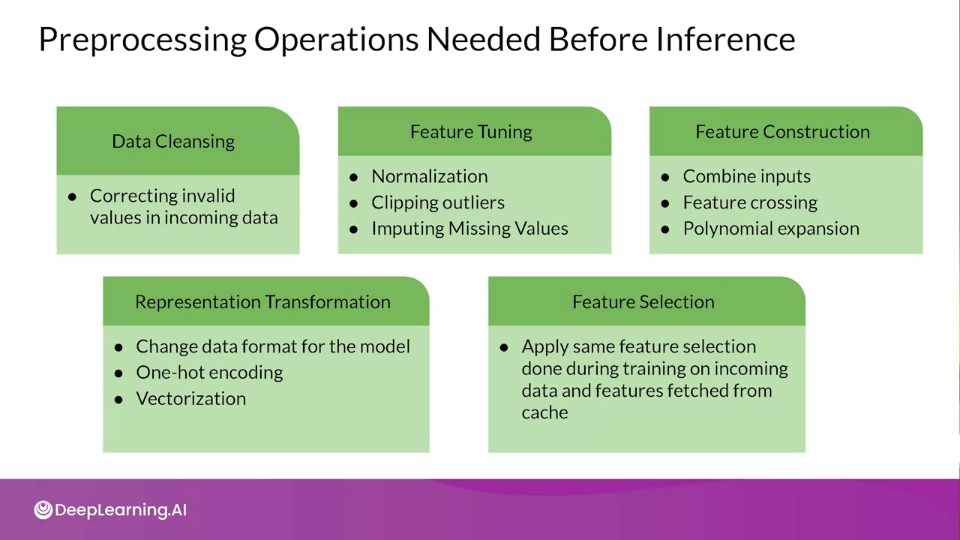 Preprocessing Operations Needed Before Inference
Data Cleansing
● Correcting invalid
values in incoming data
Feature Tuning
● Normalization
● Clipping outliers
● Imputing Missing Values
Feature Construction
● Combine inputs
● Feature crossing
● Polynomial expansion
Representation Transformation
● Change data format for the model
● One-hot encoding
● Vectorization
Feature Selection
● Apply same feature selection
done during training on incoming
data and features fetched from
cache
DeepLearning.AI